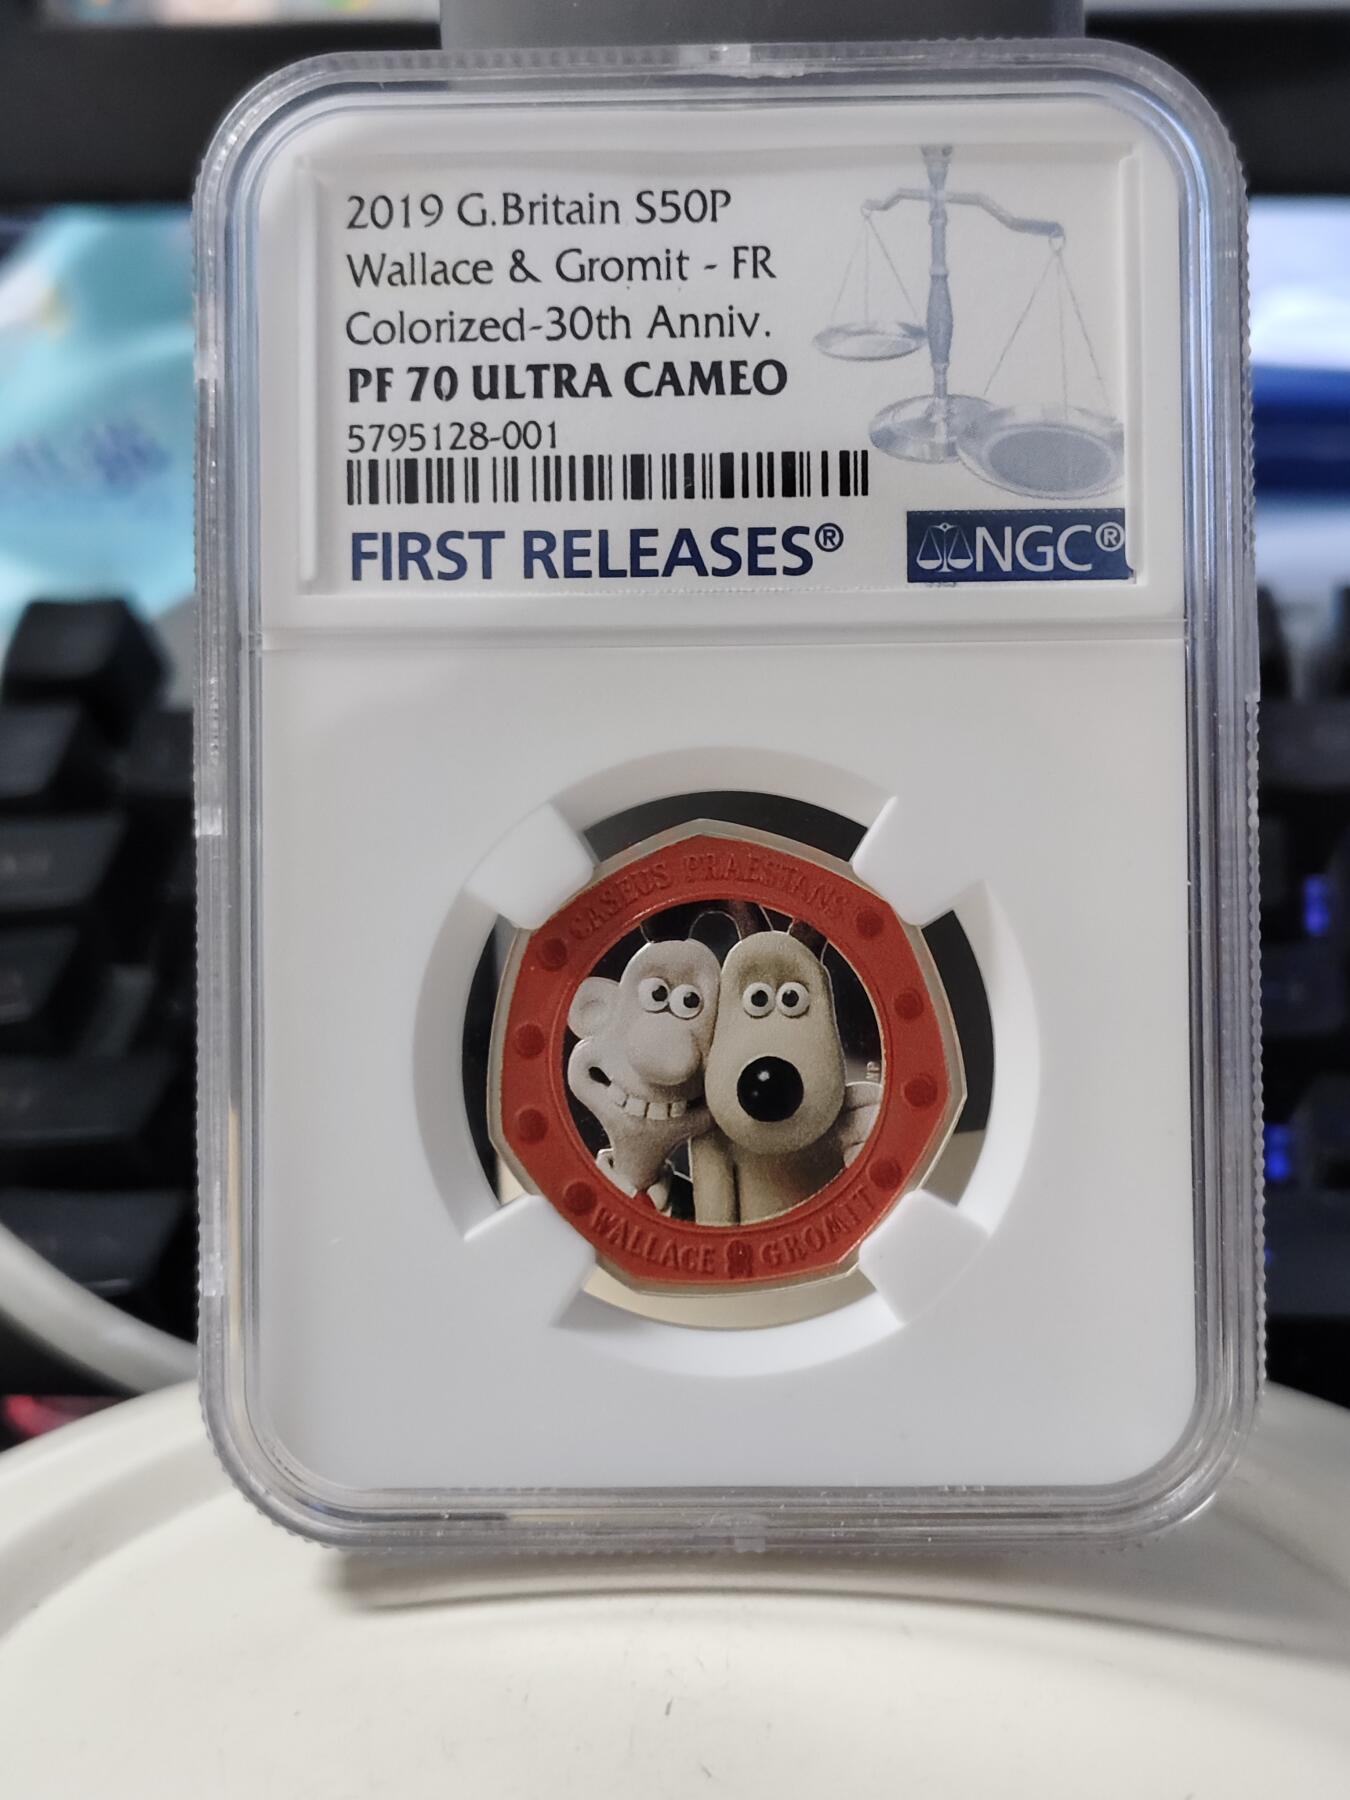 2019 G.Britain S50P
Wallace & Gromit - FR
Colorized-30th Anniv.
PF 70 ULTRA CAMEO
5795128-001
FIRST RELEASES®
NGC®
CASEUS PRAESTANS
NP
WALLACE GROMIT